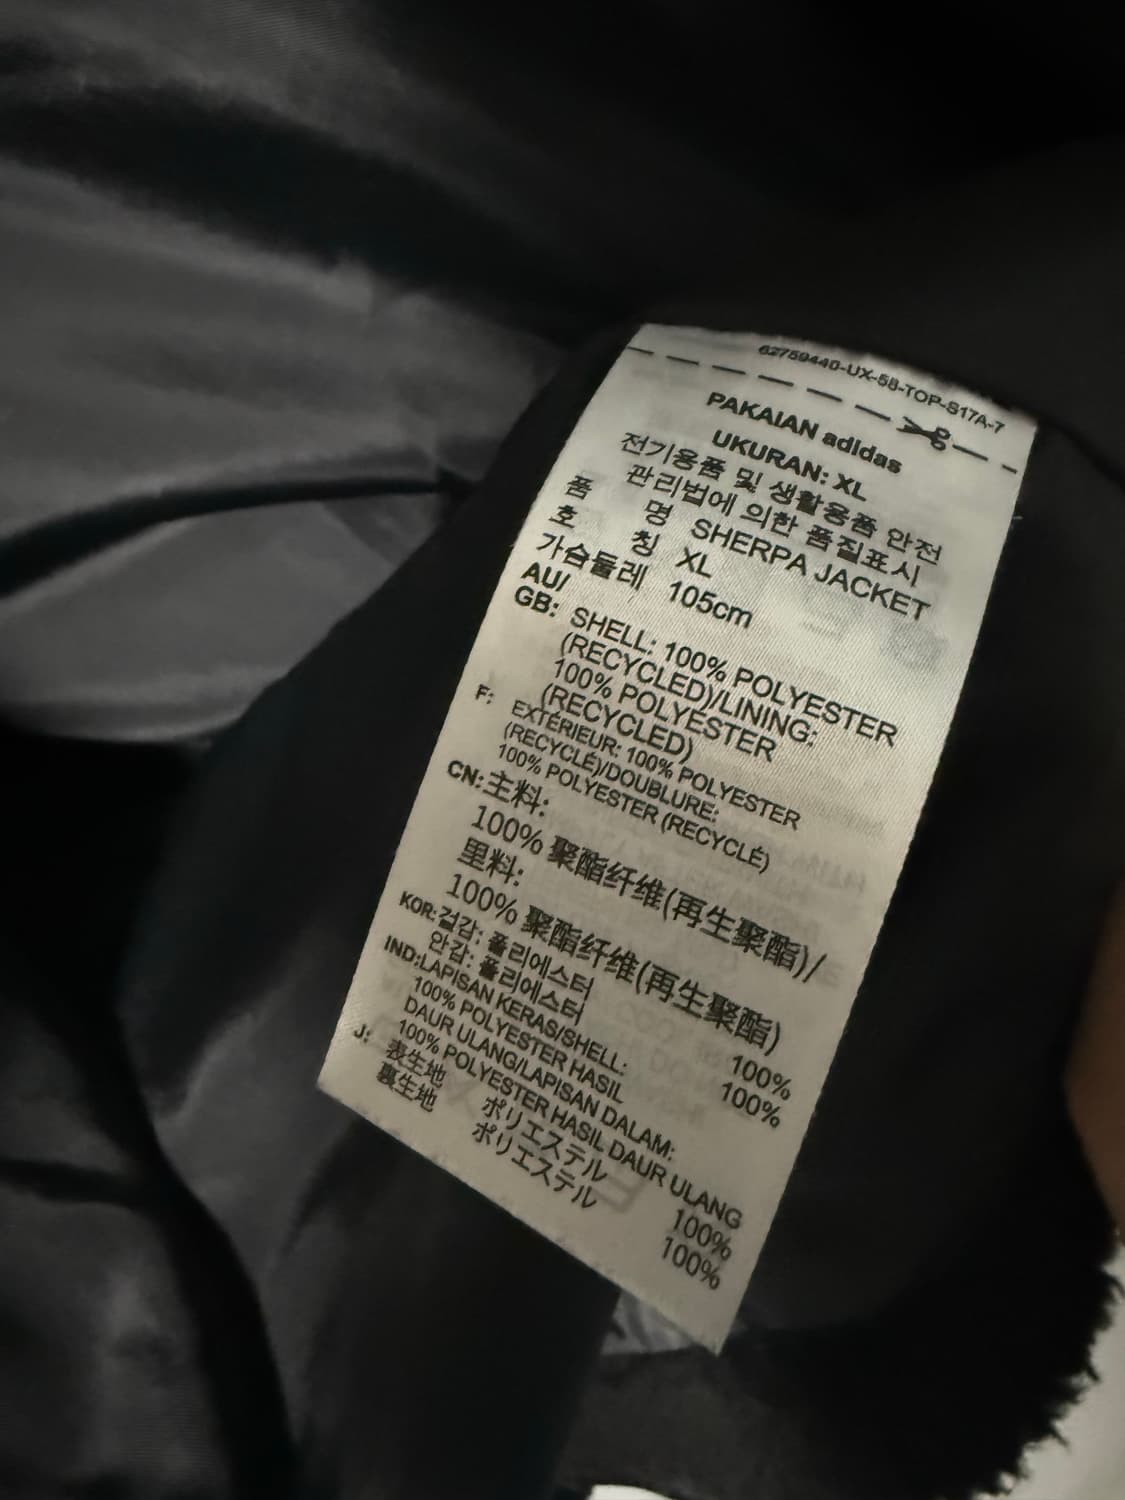 62759440-UX-58-TOP-S17A-7
PAKAIAN adidas
UKURAN: XL
전기용품 및 생활용품 안전
관리법에 의한 품질표시
품 명 SHERPA JACKET
호 칭 XL
가슴둘레 105cm
AU/
GB: SHELL: 100% POLYESTER
(RECYCLED)/LINING:
100% POLYESTER
(RECYCLED)
F: EXTÉRIEUR: 100% POLYESTER
(RECYCLÉ)/DOUBLURE:
100% POLYESTER (RECYCLÉ)
CN: 主料:
100% 聚酯纤维(再生聚酯)/
里料:
100% 聚酯纤维(再生聚酯)
KOR: 겉감: 폴리에스터 100%
안감: 폴리에스터 100%
IND: LAPISAN KERAS/SHELL:
100% POLYESTER HASIL
DAUR ULANG/LAPISAN DALAM:
100% POLYESTER HASIL DAUR ULANG
J: 表生地 ポリエステル 100%
裏生地 ポリエステル 100%